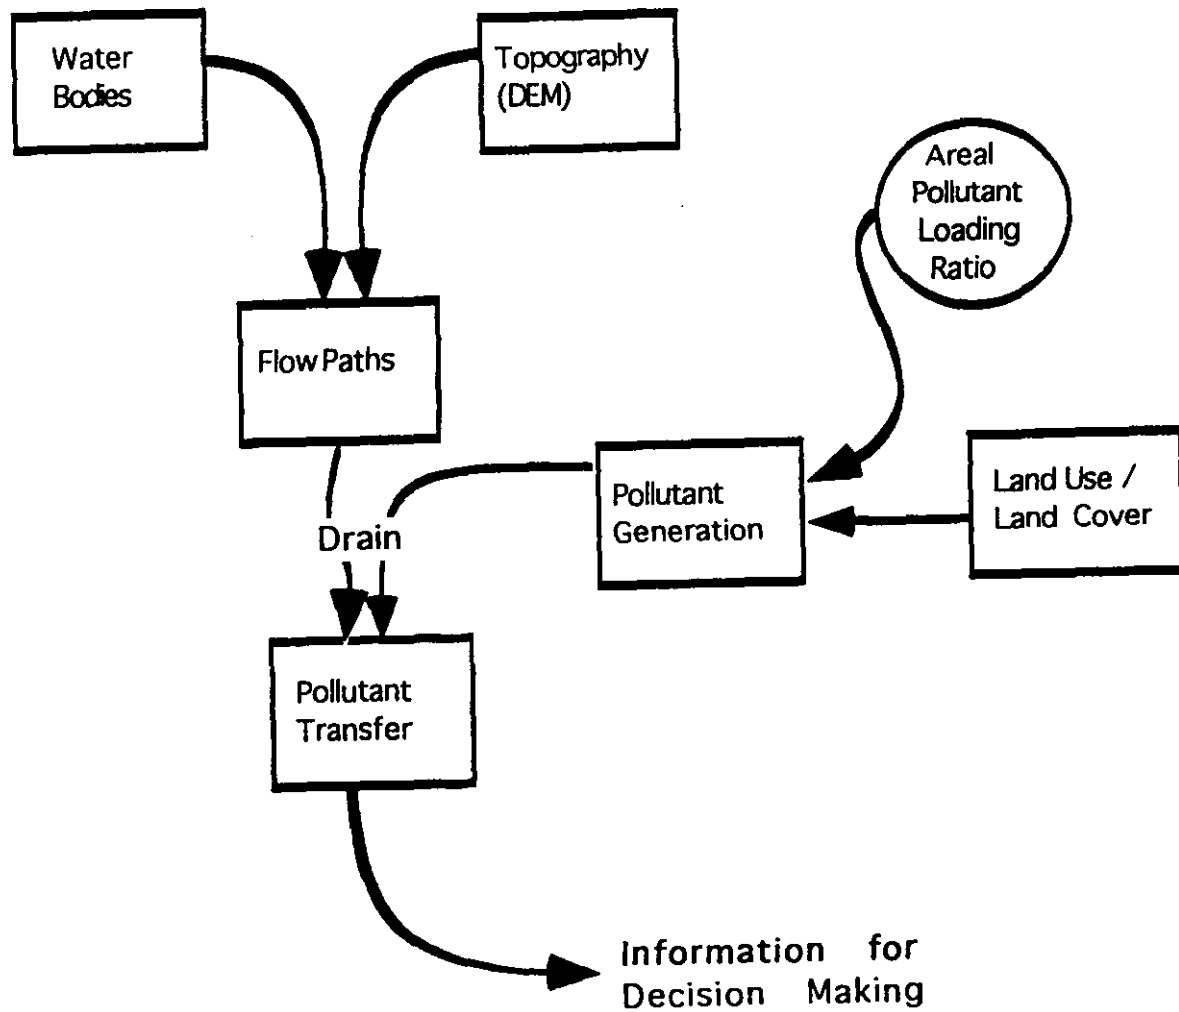 Water
Bodies
Topography
(DEM)
Areal
Pollutant
Loading
Ratio
Flow Paths
Pollutant
Generation
Land Use /
Land Cover
Drain
Pollutant
Transfer
Information for
Decision Making